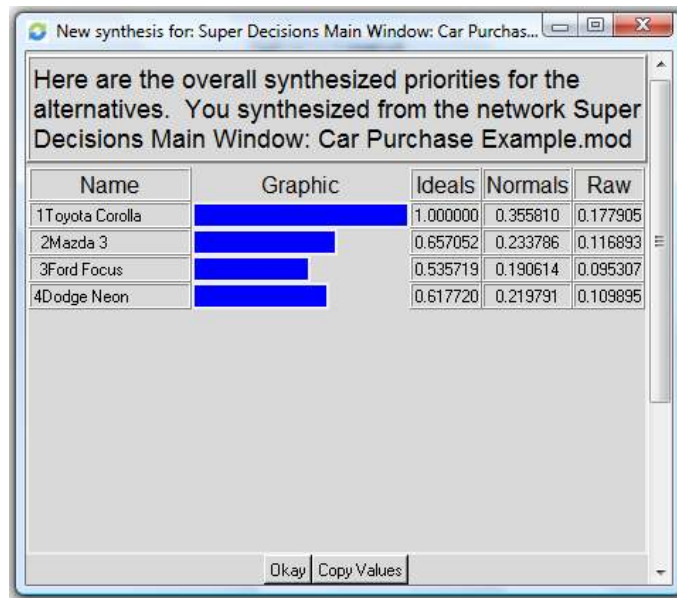 New synthesis for: Super Decisions Main Window: Car Purchas...
Here are the overall synthesized priorities for the
alternatives. You synthesized from the network Super
Decisions Main Window: Car Purchase Example.mod
Name Graphic Ideals Normals Raw
1Toyota Corolla 1.000000 0.355810 0.177905
2Mazda 3 0.657052 0.233786 0.116893
3Ford Focus 0.535719 0.190614 0.095307
4Dodge Neon 0.617720 0.219791 0.109895
Okay Copy Values